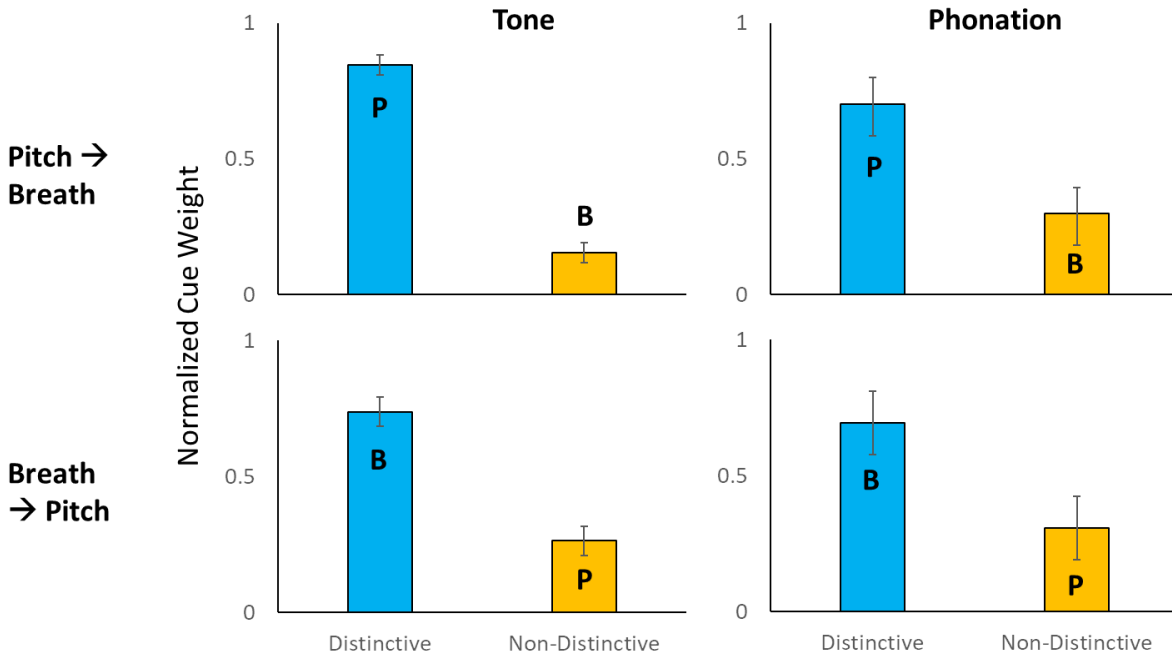 Tone
Phonation
Pitch →
Breath
Normalized Cue Weight
1
0.5
0
P
B
1
0.5
0
P
B
Breath
→ Pitch
1
0.5
0
B
P
Distinctive
Non-Distinctive
1
0.5
0
B
P
Distinctive
Non-Distinctive